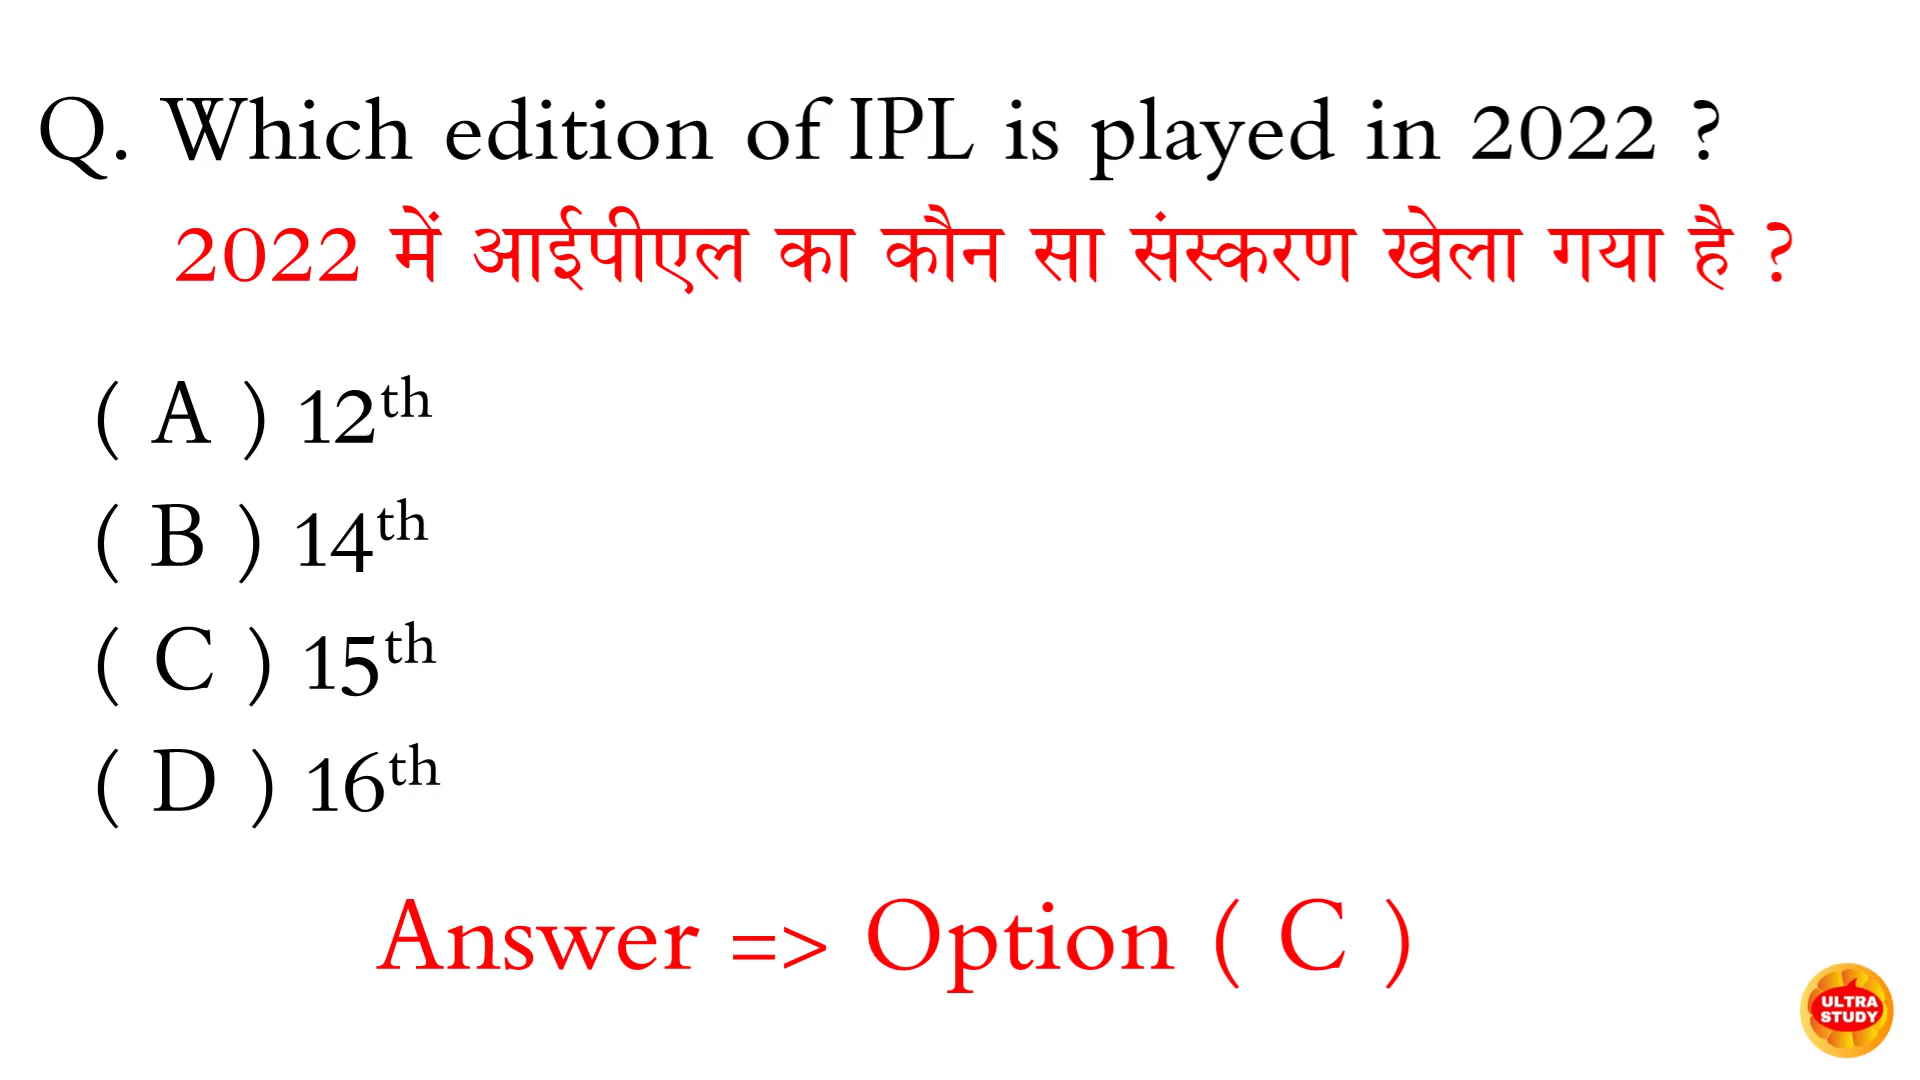 Q. Which edition of IPL is played in 2022 ?
2022 में आईपीएल का कौन सा संस्करण खेला गया है ?
( A ) 12th
( B ) 14th
( C ) 15th
( D ) 16th
Answer => Option ( C )
ULTRA
STUDY